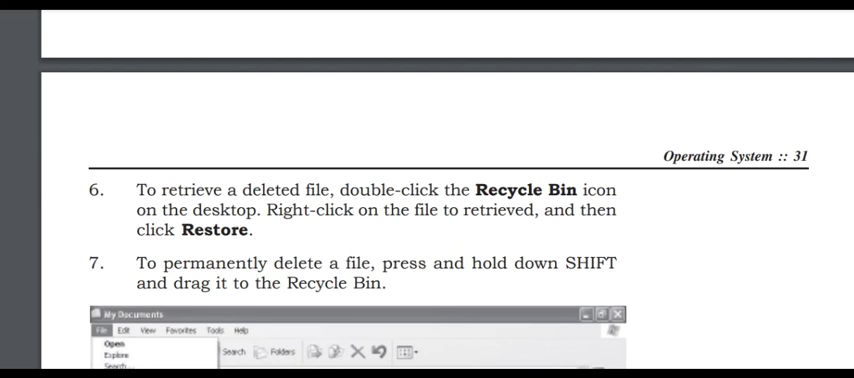 Operating System :: 31
6. To retrieve a deleted file, double-click the Recycle Bin icon
on the desktop. Right-click on the file to retrieved, and then
click Restore.
7. To permanently delete a file, press and hold down SHIFT
and drag it to the Recycle Bin.
My Documents
File Edit View Favorites Tools Help
Open
Search Folders
Explore
Search...